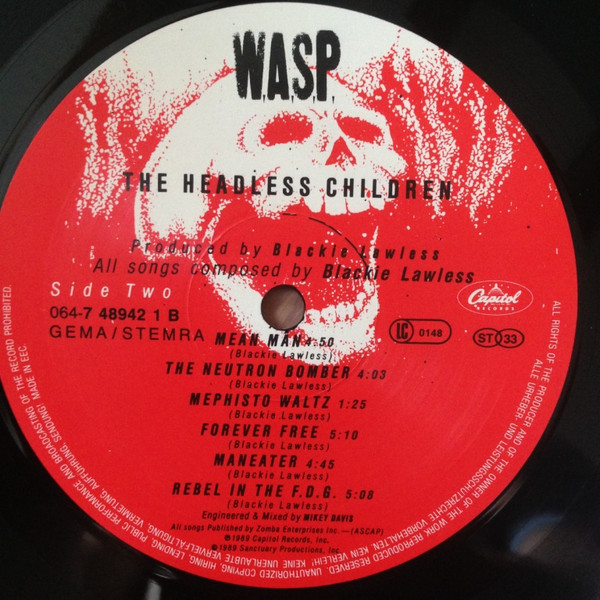 W.A.S.P.
THE HEADLESS CHILDREN
Produced by Blackie Lawless
All songs composed by Blackie Lawless
Side Two
064-7 48942 1 B
GEMA/STEMRA
Capitol
RECORDS
LC 0148
ST 33
MEAN MAN 4:50
(Blackie Lawless)
THE NEUTRON BOMBER 4:03
(Blackie Lawless)
MEPHISTO WALTZ 1:25
(Blackie Lawless)
FOREVER FREE 5:10
(Blackie Lawless)
MANEATER 4:45
(Blackie Lawless)
REBEL IN THE F.D.G. 5:08
(Blackie Lawless)
Engineered & Mixed by MIKEY DAVIS
All songs Published by Zomba Enterprises Inc.—(ASCAP)
℗1989 Capitol Records, Inc.
©1989 Sanctuary Productions, Inc.
ALL RIGHTS OF THE PRODUCER AND OF THE OWNER OF THE WORK REPRODUCED RESERVED. UNAUTHORIZED COPYING, HIRING, LENDING, PUBLIC PERFORMANCE AND BROADCASTING OF THE RECORD PROHIBITED.
ALLE URHEBER- UND LEISTUNGSSCHUTZRECHTE VORBEHALTEN. KEIN VERLEIH! KEINE UNERLAUBTE VERVIELFÄLTIGUNG, VERMIETUNG, AUFFÜHRUNG, SENDUNG! MADE IN EEC.